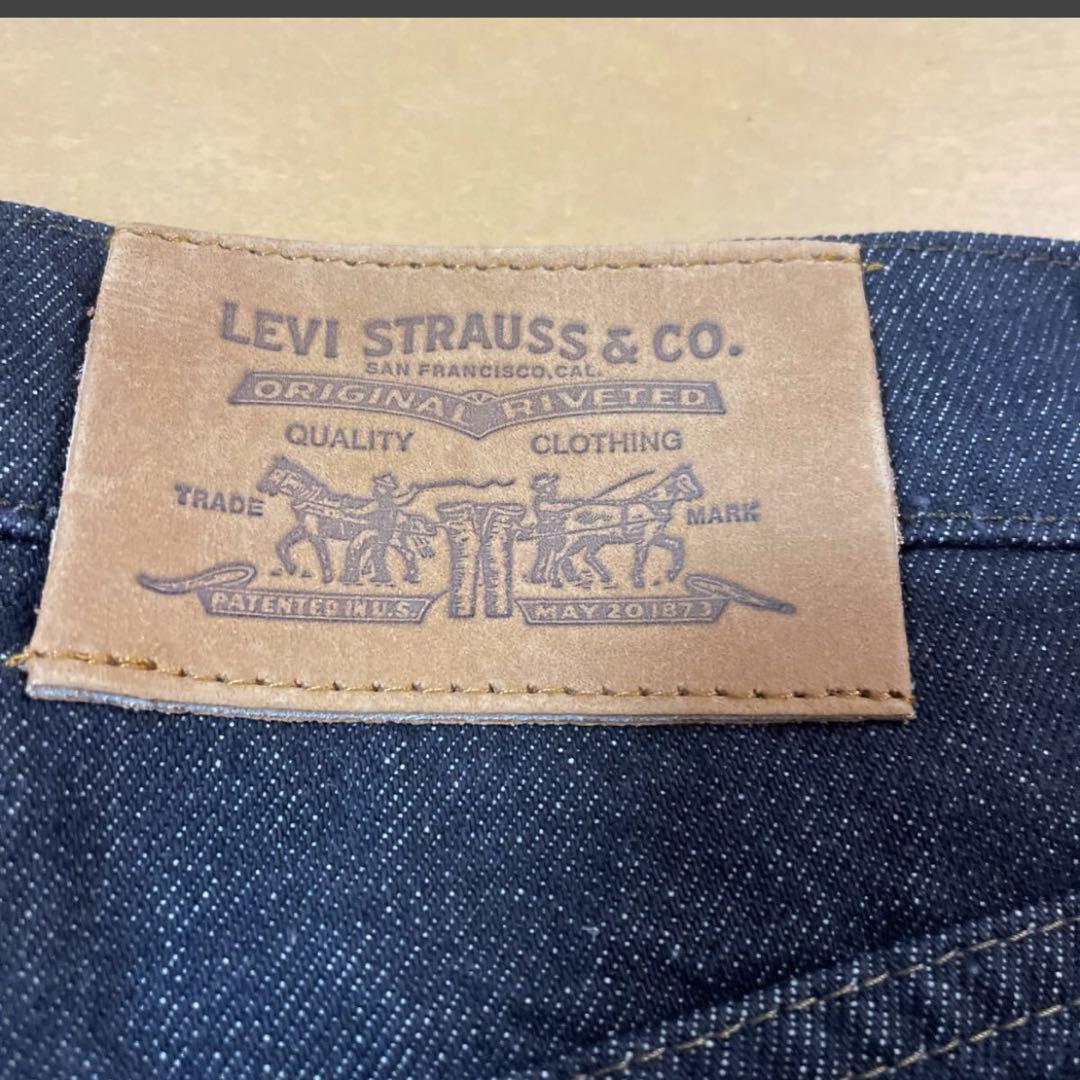 LEVI STRAUSS & CO.
SAN FRANCISCO, CAL.
ORIGINAL RIVETED
QUALITY CLOTHING
TRADE MARK
PATENTED IN U.S. MAY 20 1873